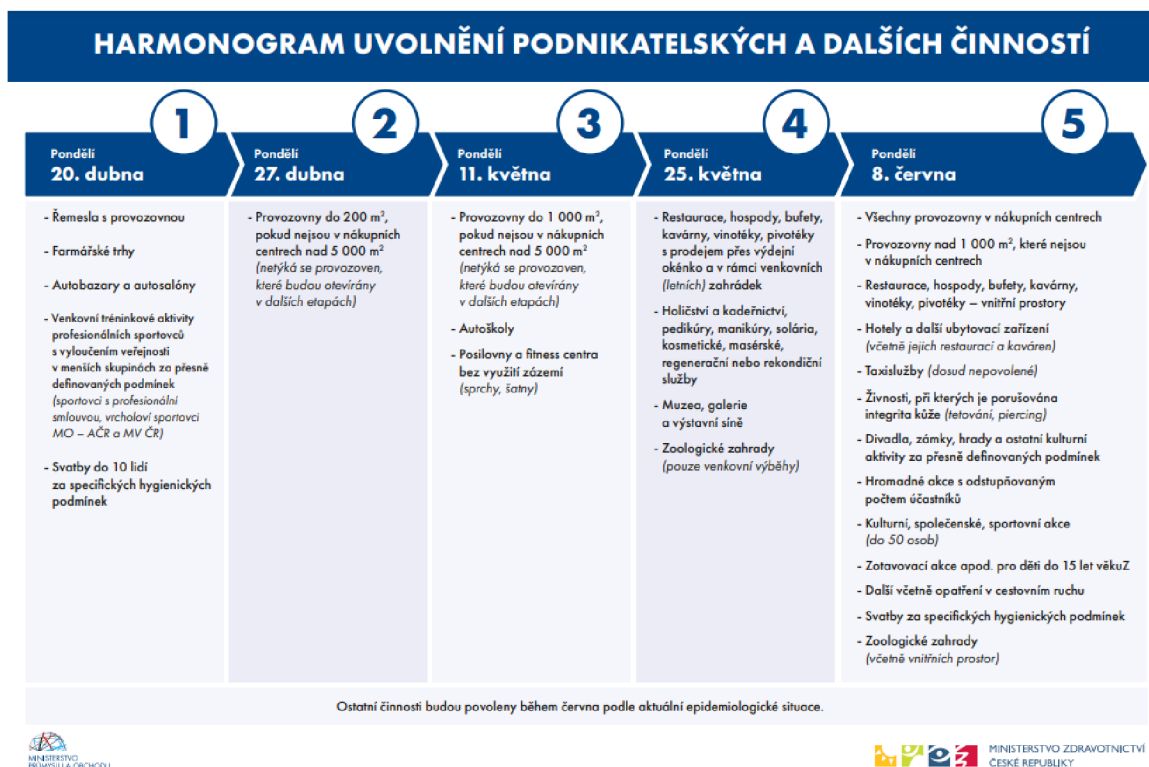 HARMONOGRAM UVOLNĚNÍ PODNIKATELSKÝCH A DALŠÍCH ČINNOSTÍ
1
Pondělí
20. dubna
- Řemesla s provozovnou
- Farmářské trhy
- Autobazary a autosalóny
- Venkovní tréninkové aktivity
profesionálních sportovců
s vyloučením veřejnosti
v menších skupinách za přesně
definovaných podmínek
(sportovci s profesionální
smlouvou, vrcholoví sportovci
MO – AČR a MV ČR)
- Svatby do 10 lidí
za specifických hygienických
podmínek
2
Pondělí
27. dubna
- Provozovny do 200 m²,
pokud nejsou v nákupních
centrech nad 5 000 m²
(netýká se provozoven,
které budou otevírány
v dalších etapách)
3
Pondělí
11. května
- Provozovny do 1 000 m²,
pokud nejsou v nákupních
centrech nad 5 000 m²
(netýká se provozoven,
které budou otevírány
v dalších etapách)
- Autoškoly
- Posilovny a fitness centra
bez využití zázemí
(sprchy, šatny)
4
Pondělí
25. května
- Restaurace, hospody, bufety,
kavárny, vinotéky, pivotéky
s prodejem přes výdejní
okénko a v rámci venkovních
(letních) zahrádek
- Holičství a kadeřnictví,
pedikúry, manikúry, solária,
kosmetické, masérské,
regenerační nebo rekondiční
služby
- Muzea, galerie
a výstavní síně
- Zoologické zahrady
(pouze venkovní výběhy)
5
Pondělí
8. června
- Všechny provozovny v nákupních centrech
- Provozovny nad 1 000 m², které nejsou
v nákupních centrech
- Restaurace, hospody, bufety, kavárny,
vinotéky, pivotéky – vnitřní prostory
- Hotely a další ubytovací zařízení
(včetně jejich restaurací a kaváren)
- Taxislužby (dosud nepovolené)
- Živnosti, při kterých je porušována
integrita kůže (tetování, piercing)
- Divadla, zámky, hrady a ostatní kulturní
aktivity za přesně definovaných podmínek
- Hromadné akce s odstupňovaným
počtem účastníků
- Kulturní, společenské, sportovní akce
(do 50 osob)
- Zotavovací akce apod. pro děti do 15 let věkuZ
- Další včetně opatření v cestovním ruchu
- Svatby za specifických hygienických podmínek
- Zoologické zahrady
(včetně vnitřních prostor)
Ostatní činnosti budou povoleny během června podle aktuální epidemiologické situace.
MINISTERSTVO
PRŮMYSLU A OBCHODU
MINISTERSTVO ZDRAVOTNICTVÍ
ČESKÉ REPUBLIKY